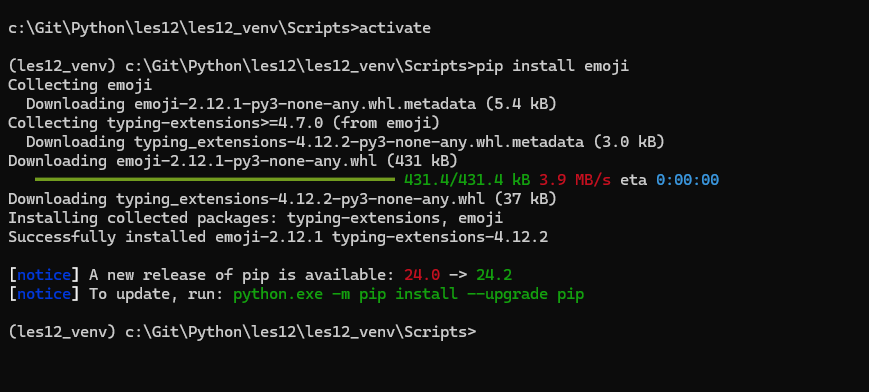 c:\Git\Python\les12\les12_venv\Scripts>activate
(les12_venv) c:\Git\Python\les12\les12_venv\Scripts>pip install emoji
Collecting emoji
  Downloading emoji-2.12.1-py3-none-any.whl.metadata (5.4 kB)
Collecting typing-extensions>=4.7.0 (from emoji)
  Downloading typing_extensions-4.12.2-py3-none-any.whl.metadata (3.0 kB)
Downloading emoji-2.12.1-py3-none-any.whl (431 kB)
431.4/431.4 kB 3.9 MB/s eta 0:00:00
Downloading typing_extensions-4.12.2-py3-none-any.whl (37 kB)
Installing collected packages: typing-extensions, emoji
Successfully installed emoji-2.12.1 typing-extensions-4.12.2
[notice] A new release of pip is available: 24.0 -> 24.2
[notice] To update, run: python.exe -m pip install --upgrade pip
(les12_venv) c:\Git\Python\les12\les12_venv\Scripts>